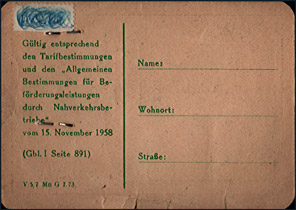 Gültig entsprechend
den Tarifbestimmungen
und den „Allgemeinen
Bestimmungen für Be-
förderungsleistungen
durch Nahverkehrsbe-
triebe"
vom 15. November 1958
(Gbl. I Seite 891)
V 5,7 Mü G 7 73
Name:
Wohnort:
Straße: